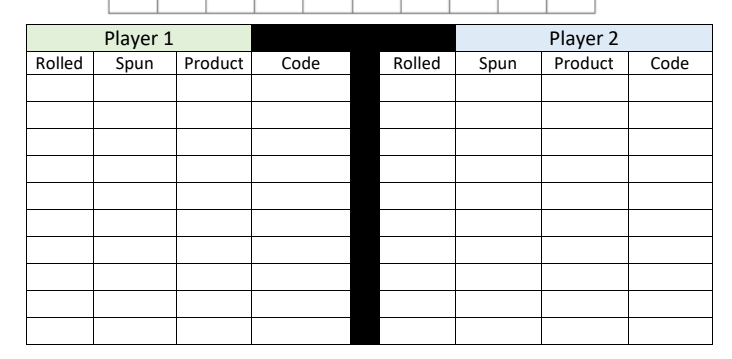 Player 1 Player 2
Rolled Spun Product Code Rolled Spun Product Code